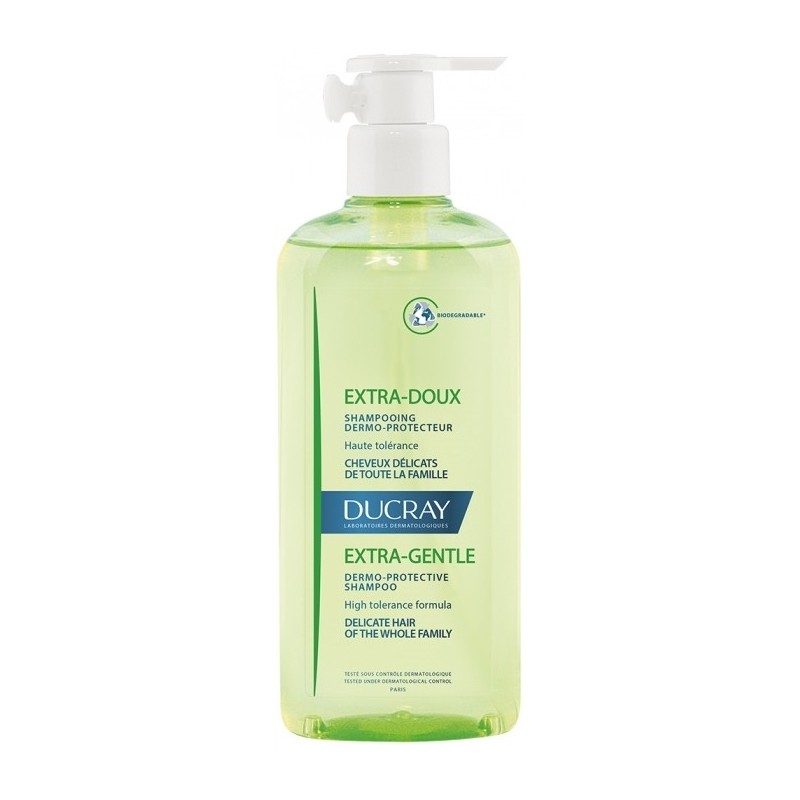 BIODEGRADABLE*
EXTRA-DOUX
SHAMPOOING
DERMO-PROTECTEUR
Haute tolérance
CHEVEUX DÉLICATS
DE TOUTE LA FAMILLE
DUCRAY
LABORATOIRES DERMATOLOGIQUES
EXTRA-GENTLE
DERMO-PROTECTIVE
SHAMPOO
High tolerance formula
DELICATE HAIR
OF THE WHOLE FAMILY
TESTÉ SOUS CONTRÔLE DERMATOLOGIQUE
TESTED UNDER DERMATOLOGICAL CONTROL
PARIS